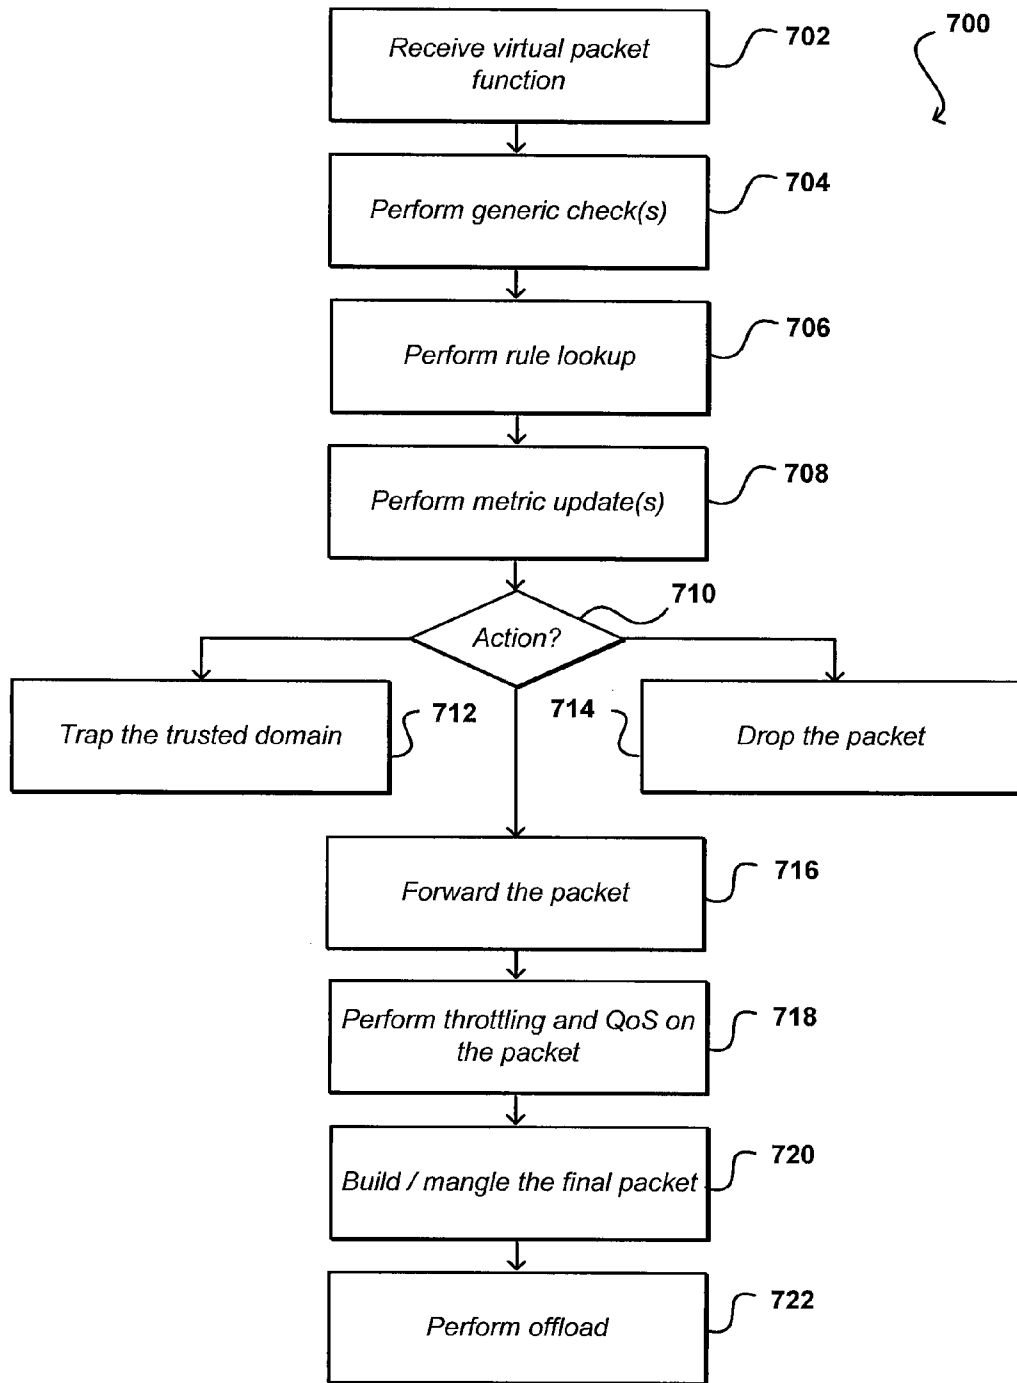 Receive virtual packet
function
702
700
Perform generic check(s)
704
Perform rule lookup
706
Perform metric update(s)
708
Action?
710
Trap the trusted domain
712
714
Drop the packet
Forward the packet
716
Perform throttling and QoS on
the packet
718
Build / mangle the final packet
720
Perform offload
722